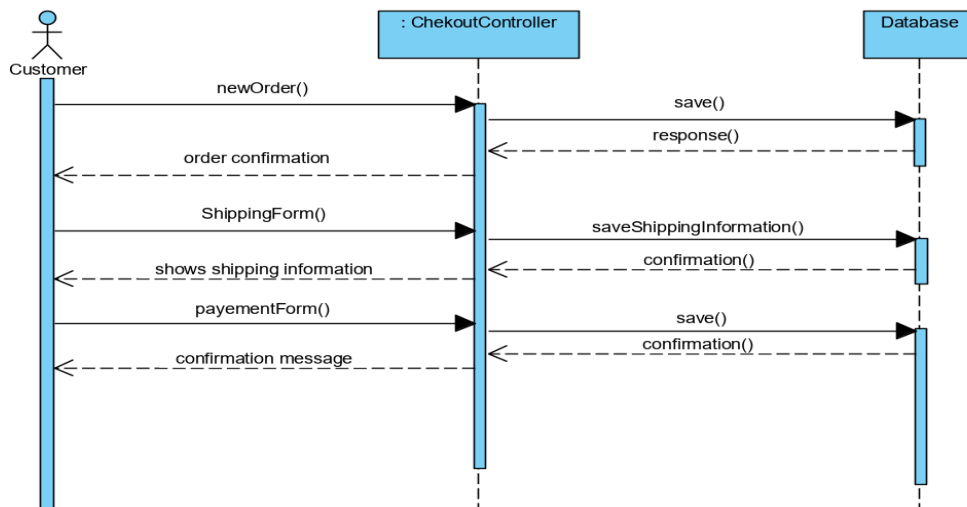 : ChekoutController
Database
Customer
newOrder()
save()
response()
order confirmation
ShippingForm()
saveShippingInformation()
confirmation()
shows shipping information
payementForm()
save()
confirmation()
confirmation message